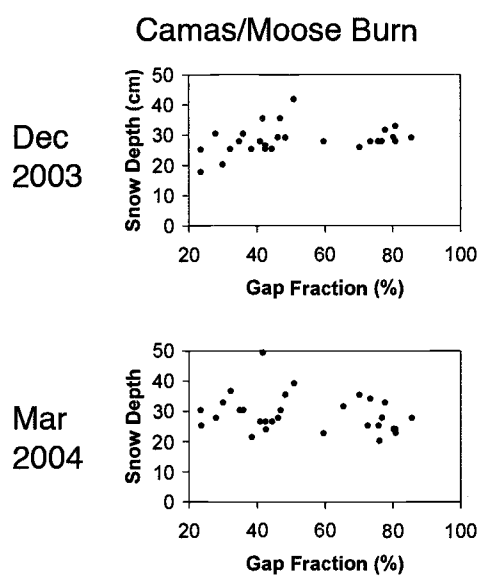 Camas/Moose Burn
Dec
2003
Snow Depth (cm)
50
40
30
20
10
0
20 40 60 80 100
Gap Fraction (%)
Mar
2004
Snow Depth
50
40
30
20
10
0
20 40 60 80 100
Gap Fraction (%)